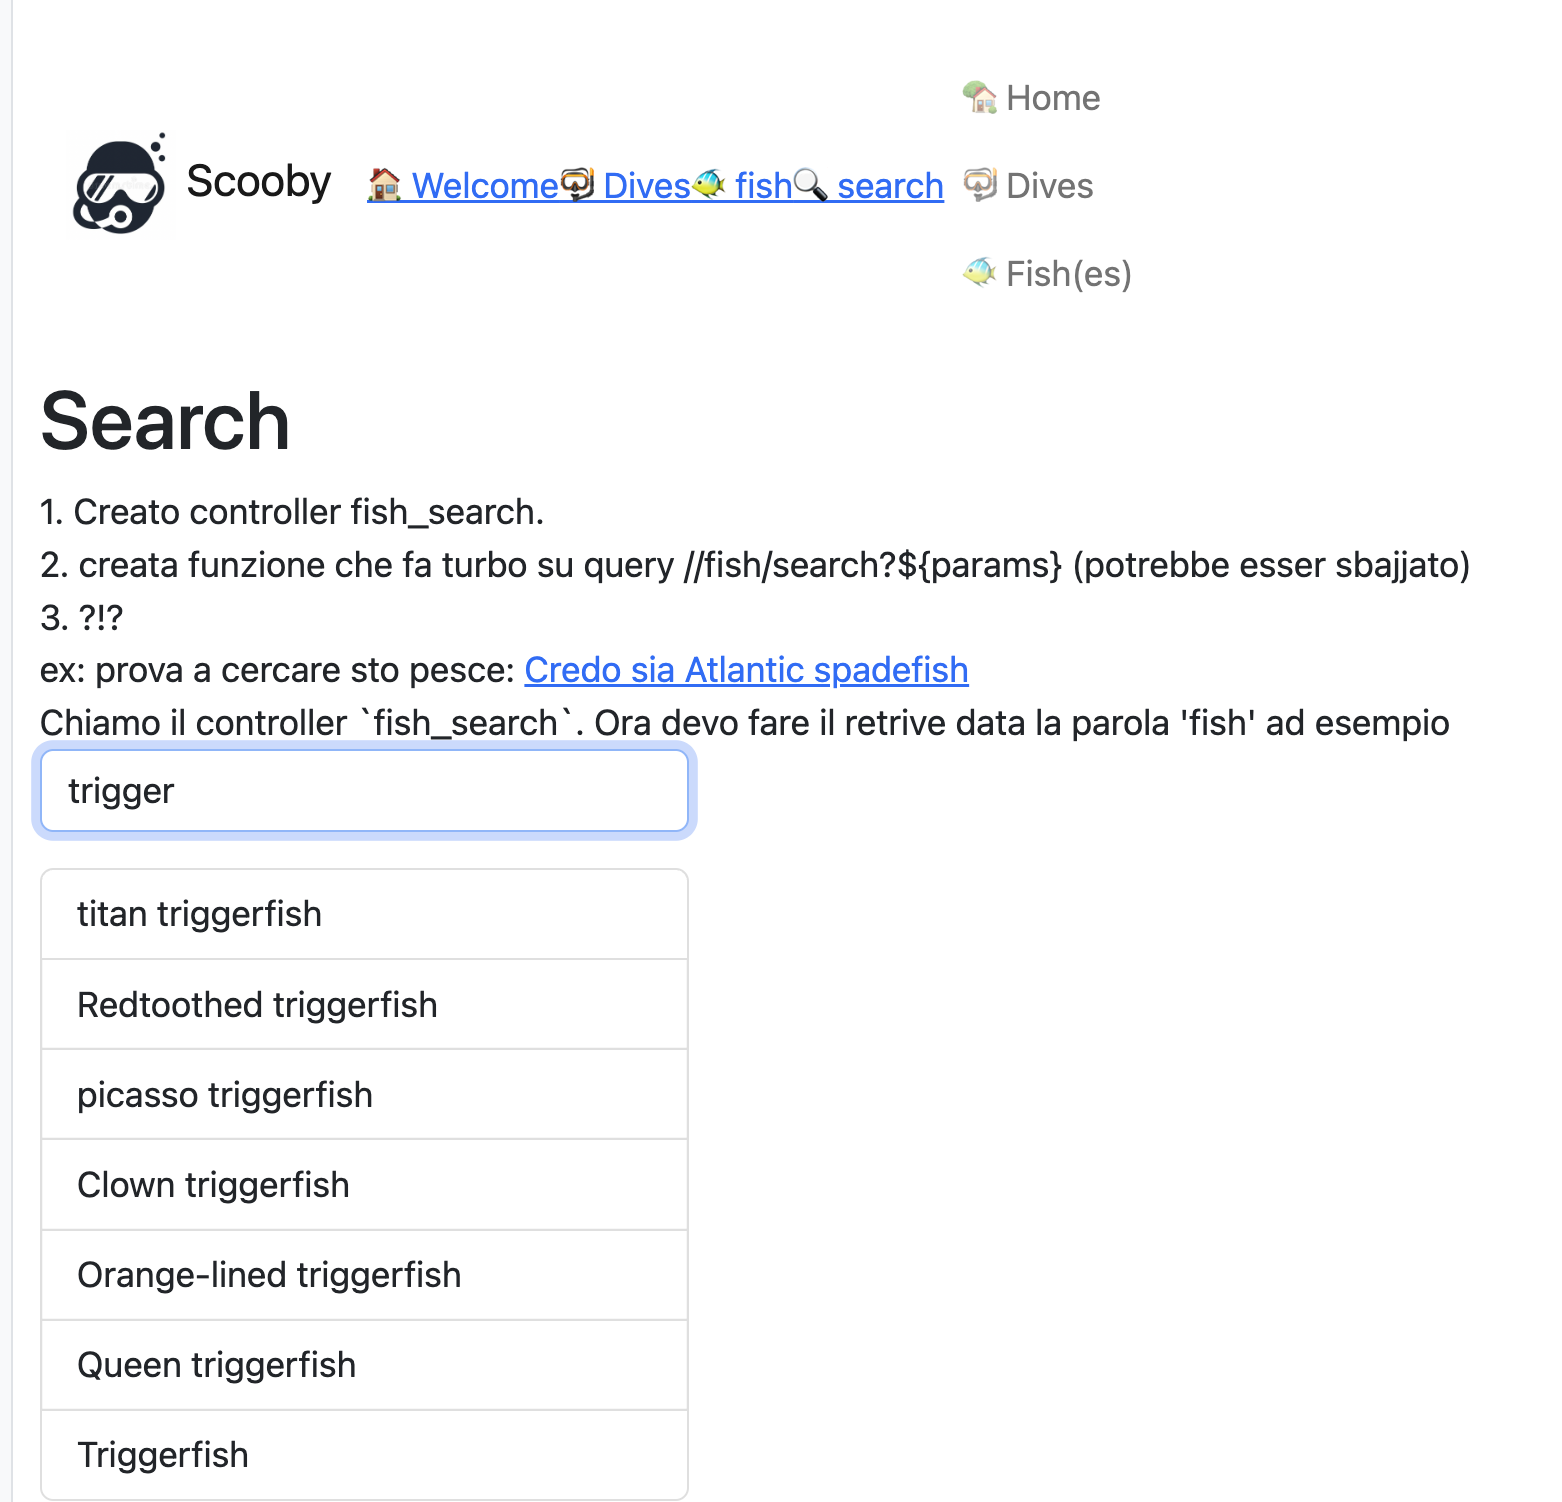 Home
Scooby Welcome Dives fish search Dives
Fish(es)
Search
1. Creato controller fish_search.
2. creata funzione che fa turbo su query //fish/search?${params} (potrebbe esser sbajjato)
3. ?!?
ex: prova a cercare sto pesce: Credo sia Atlantic spadefish
Chiamo il controller `fish_search`. Ora devo fare il retrive data la parola 'fish' ad esempio
trigger
titan triggerfish
Redtoothed triggerfish
picasso triggerfish
Clown triggerfish
Orange-lined triggerfish
Queen triggerfish
Triggerfish